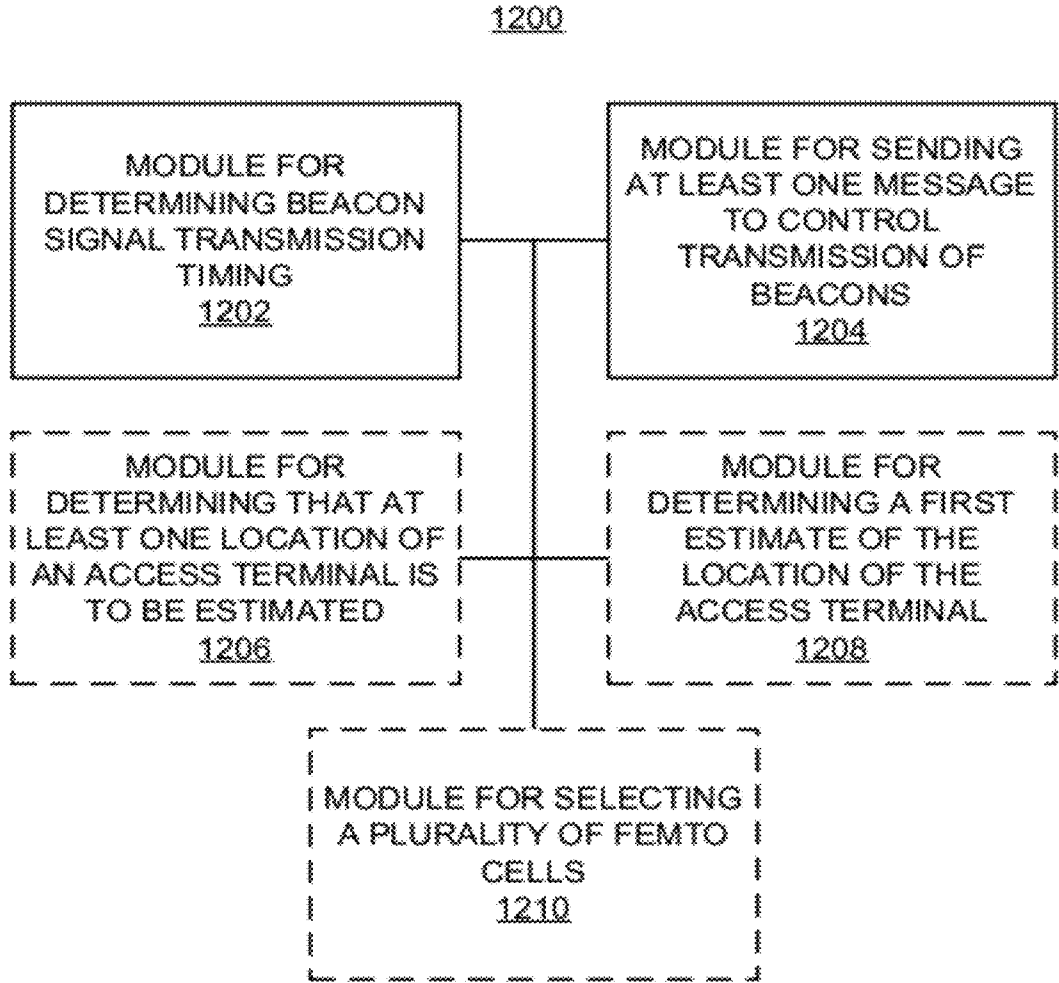 1200
MODULE FOR
DETERMINING BEACON
SIGNAL TRANSMISSION
TIMING
1202
MODULE FOR SENDING
AT LEAST ONE MESSAGE
TO CONTROL
TRANSMISSION OF
BEACONS
1204
MODULE FOR
DETERMINING THAT AT
LEAST ONE LOCATION OF
AN ACCESS TERMINAL IS
TO BE ESTIMATED
1206
MODULE FOR
DETERMINING A FIRST
ESTIMATE OF THE
LOCATION OF THE
ACCESS TERMINAL
1208
MODULE FOR SELECTING
A PLURALITY OF FEMTO
CELLS
1210